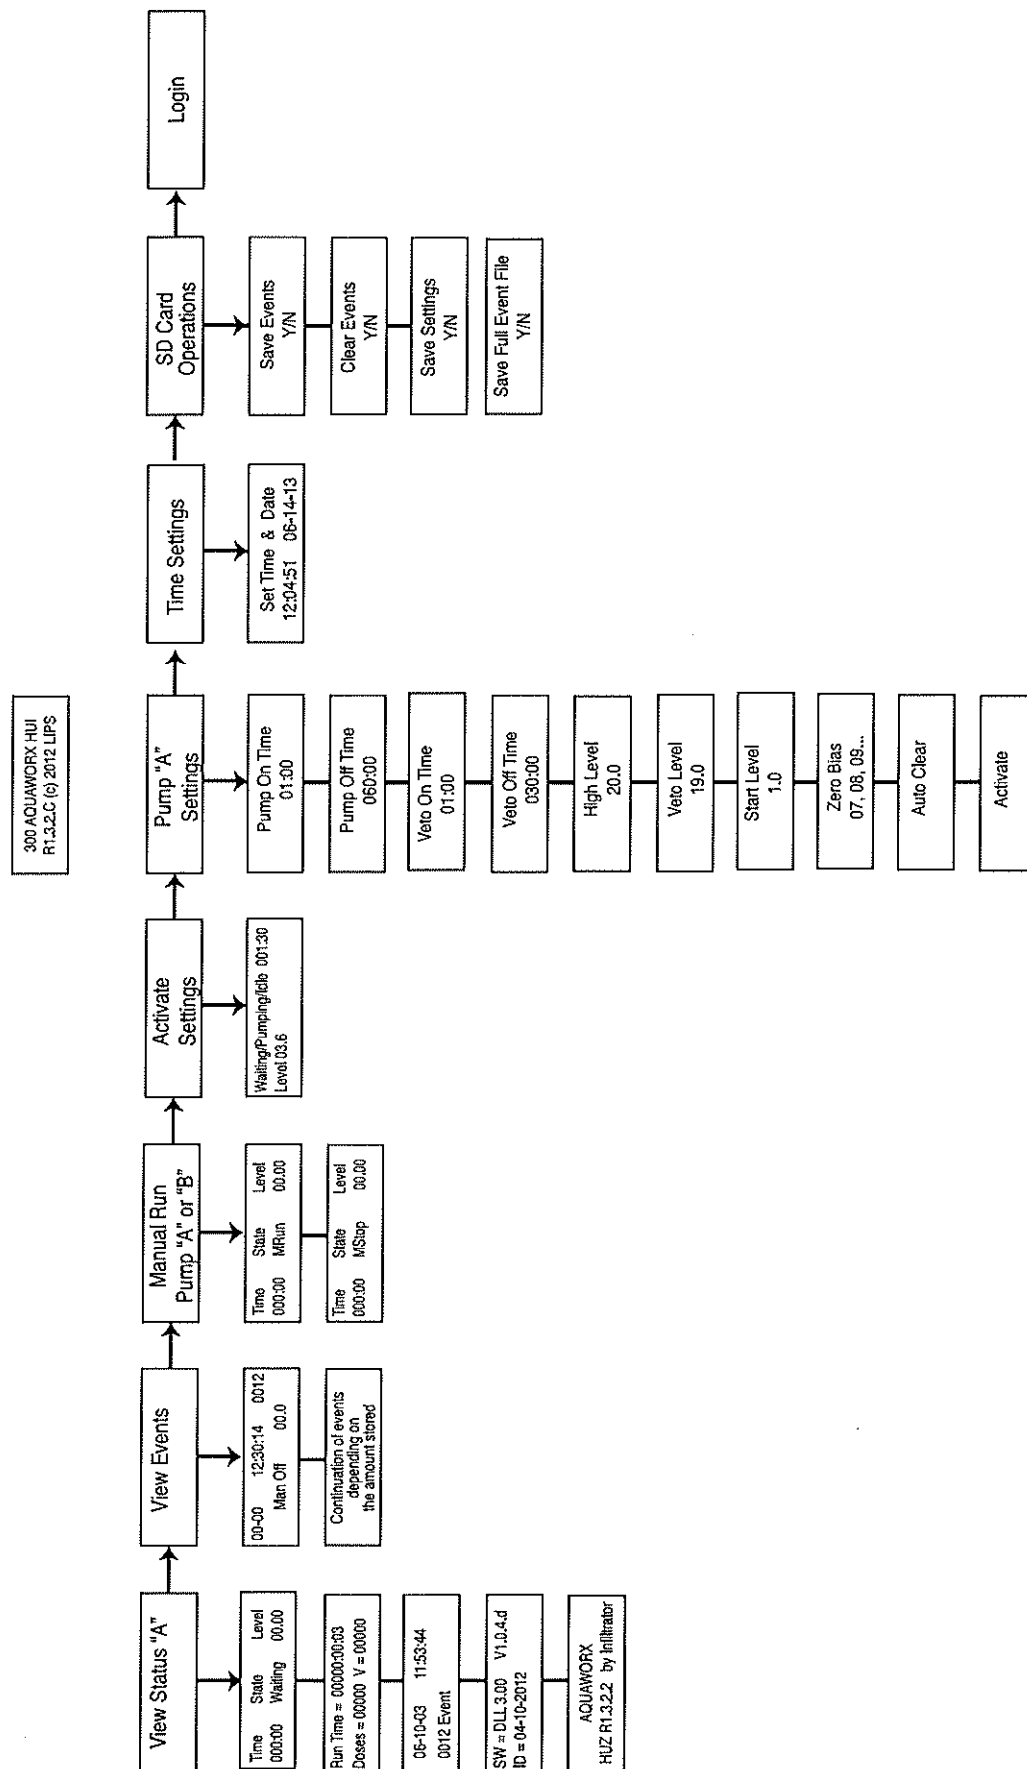 300 AQUAWORX HUI
R1.3.2.C (c) 2012 LIPS
View Status "A"
Time State Level
000:00 Waiting 00.00
Run Time = 00000:00:03
Doses = 00000 V = 00000
06-10-03 11:53:44
0012 Event
SW = DLL 3.00 V1.0.4.d
ID = 04-10-2012
AQUAWORX
HUZ R1.3.2.2 by Infiltrator
View Events
00-00 12:30:14 0012
Man Off 00.0
Continuation of events
depending on
the amount stored
Manual Run
Pump "A" or "B"
Time State Level
000:00 MRun 00.00
Time State Level
000:00 MStop 00.00
Activate
Settings
Waiting/Pumping/Idle 001:30
Level 03.6
Pump "A"
Settings
Pump On Time
01:00
Pump Off Time
060:00
Veto On Time
01:00
Veto Off Time
030:00
High Level
20.0
Veto Level
19.0
Start Level
1.0
Zero Bias
07, 08, 09...
Auto Clear
Activate
Time Settings
Set Time & Date
12:04:51 06-14-13
SD Card
Operations
Save Events
Y/N
Clear Events
Y/N
Save Settings
Y/N
Save Full Event File
Y/N
Login